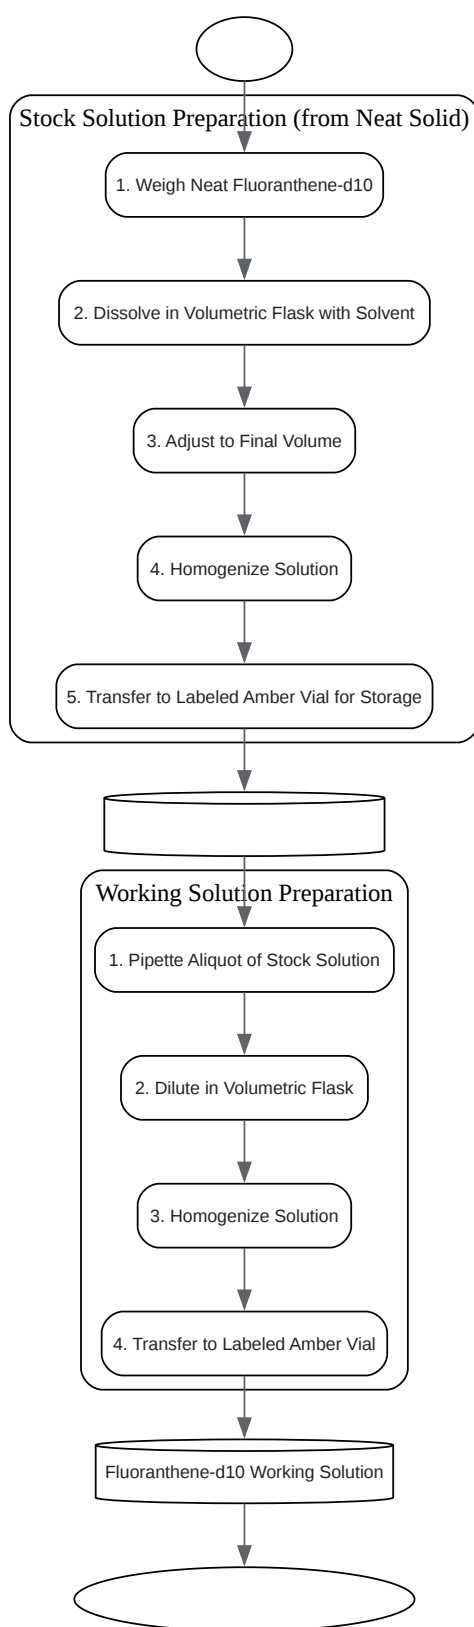 Stock Solution Preparation (from Neat Solid)
1. Weigh Neat Fluoranthene-d10
2. Dissolve in Volumetric Flask with Solvent
3. Adjust to Final Volume
4. Homogenize Solution
5. Transfer to Labeled Amber Vial for Storage
Working Solution Preparation
1. Pipette Aliquot of Stock Solution
2. Dilute in Volumetric Flask
3. Homogenize Solution
4. Transfer to Labeled Amber Vial
Fluoranthene-d10 Working Solution